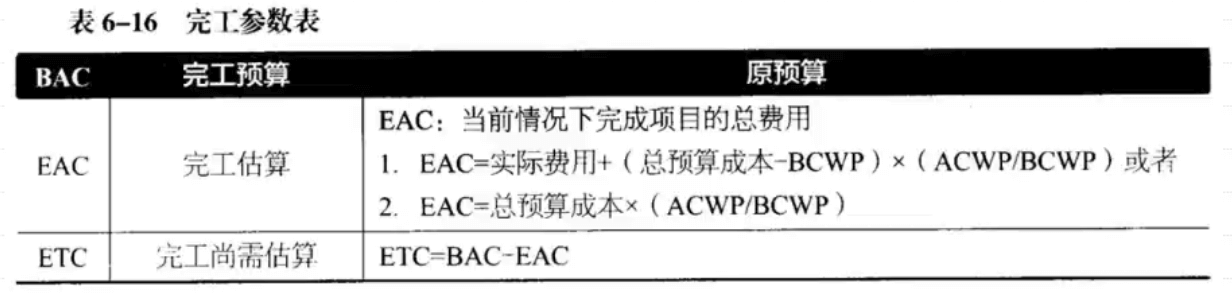 表 6-16 完工参数表
BAC 完工预算 原预算
EAC 完工估算 EAC：当前情况下完成项目的总费用
1. EAC=实际费用+（总预算成本-BCWP）×（ACWP/BCWP）或者
2. EAC=总预算成本×（ACWP/BCWP）
ETC 完工尚需估算 ETC=BAC-EAC